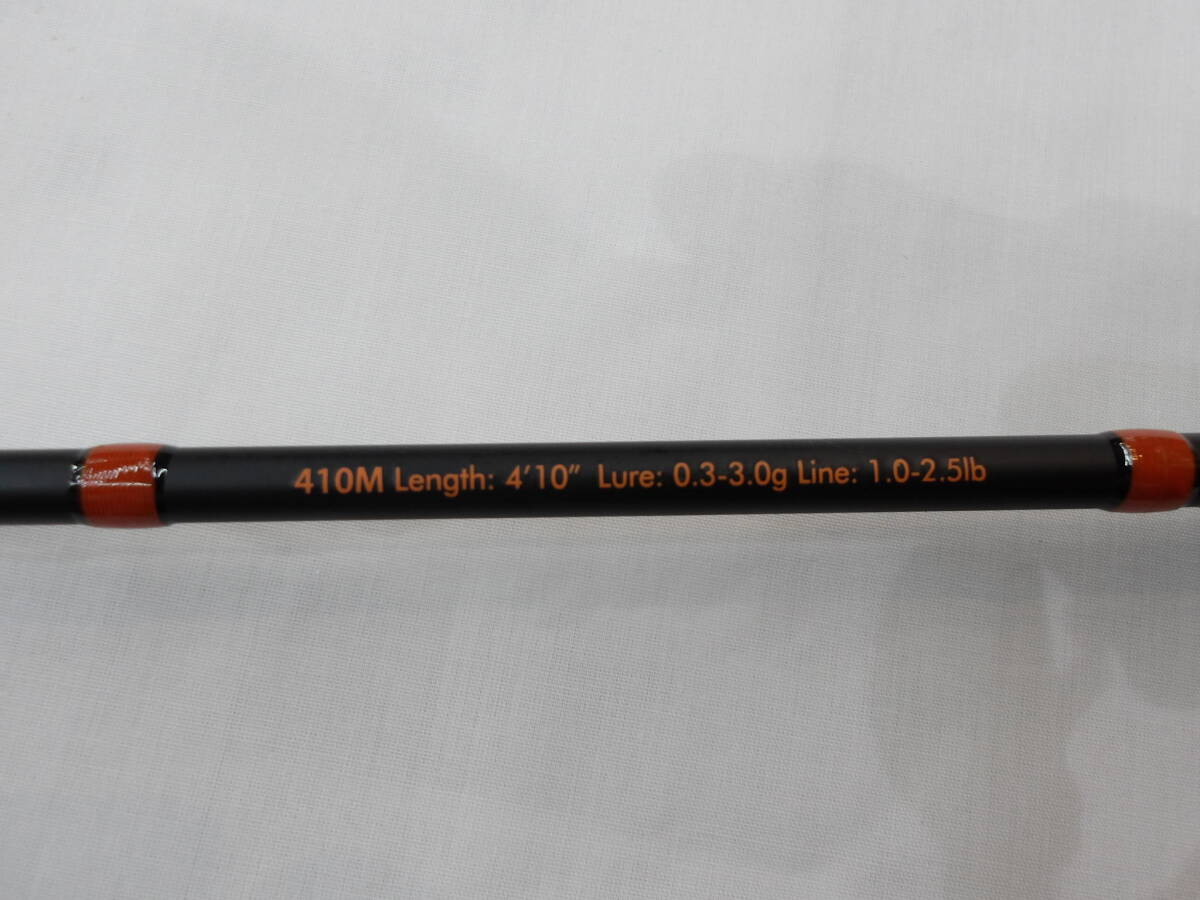 410M Length: 4’10” Lure: 0.3-3.0g Line: 1.0-2.5lb